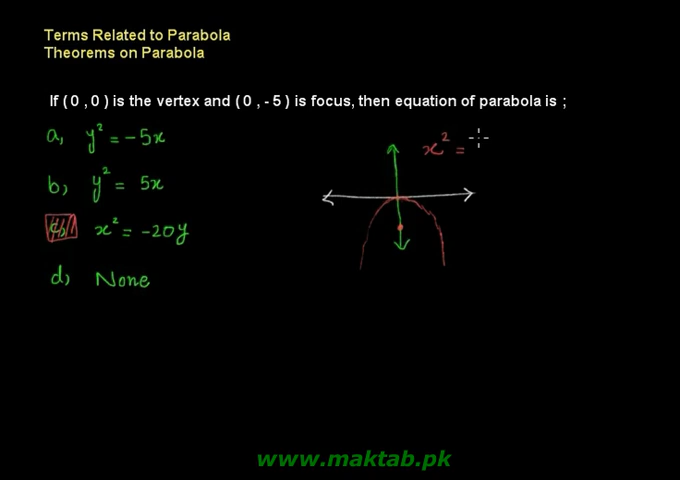 Terms Related to Parabola
Theorems on Parabola
If ( 0 , 0 ) is the vertex and ( 0 , - 5 ) is focus, then equation of parabola is ;
a, y² = -5x
x² =
b, y² = 5x
c, x² = -20y
d, None
www.maktab.pk